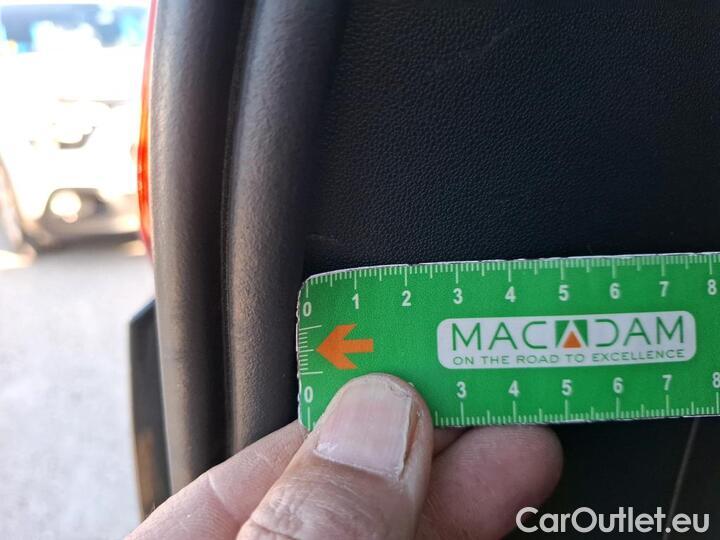 0 1 2 3 4 5 6 7 8
MACADAM
ON THE ROAD TO EXCELLENCE
0 3 4 5 6 7 8
CarOutlet.eu